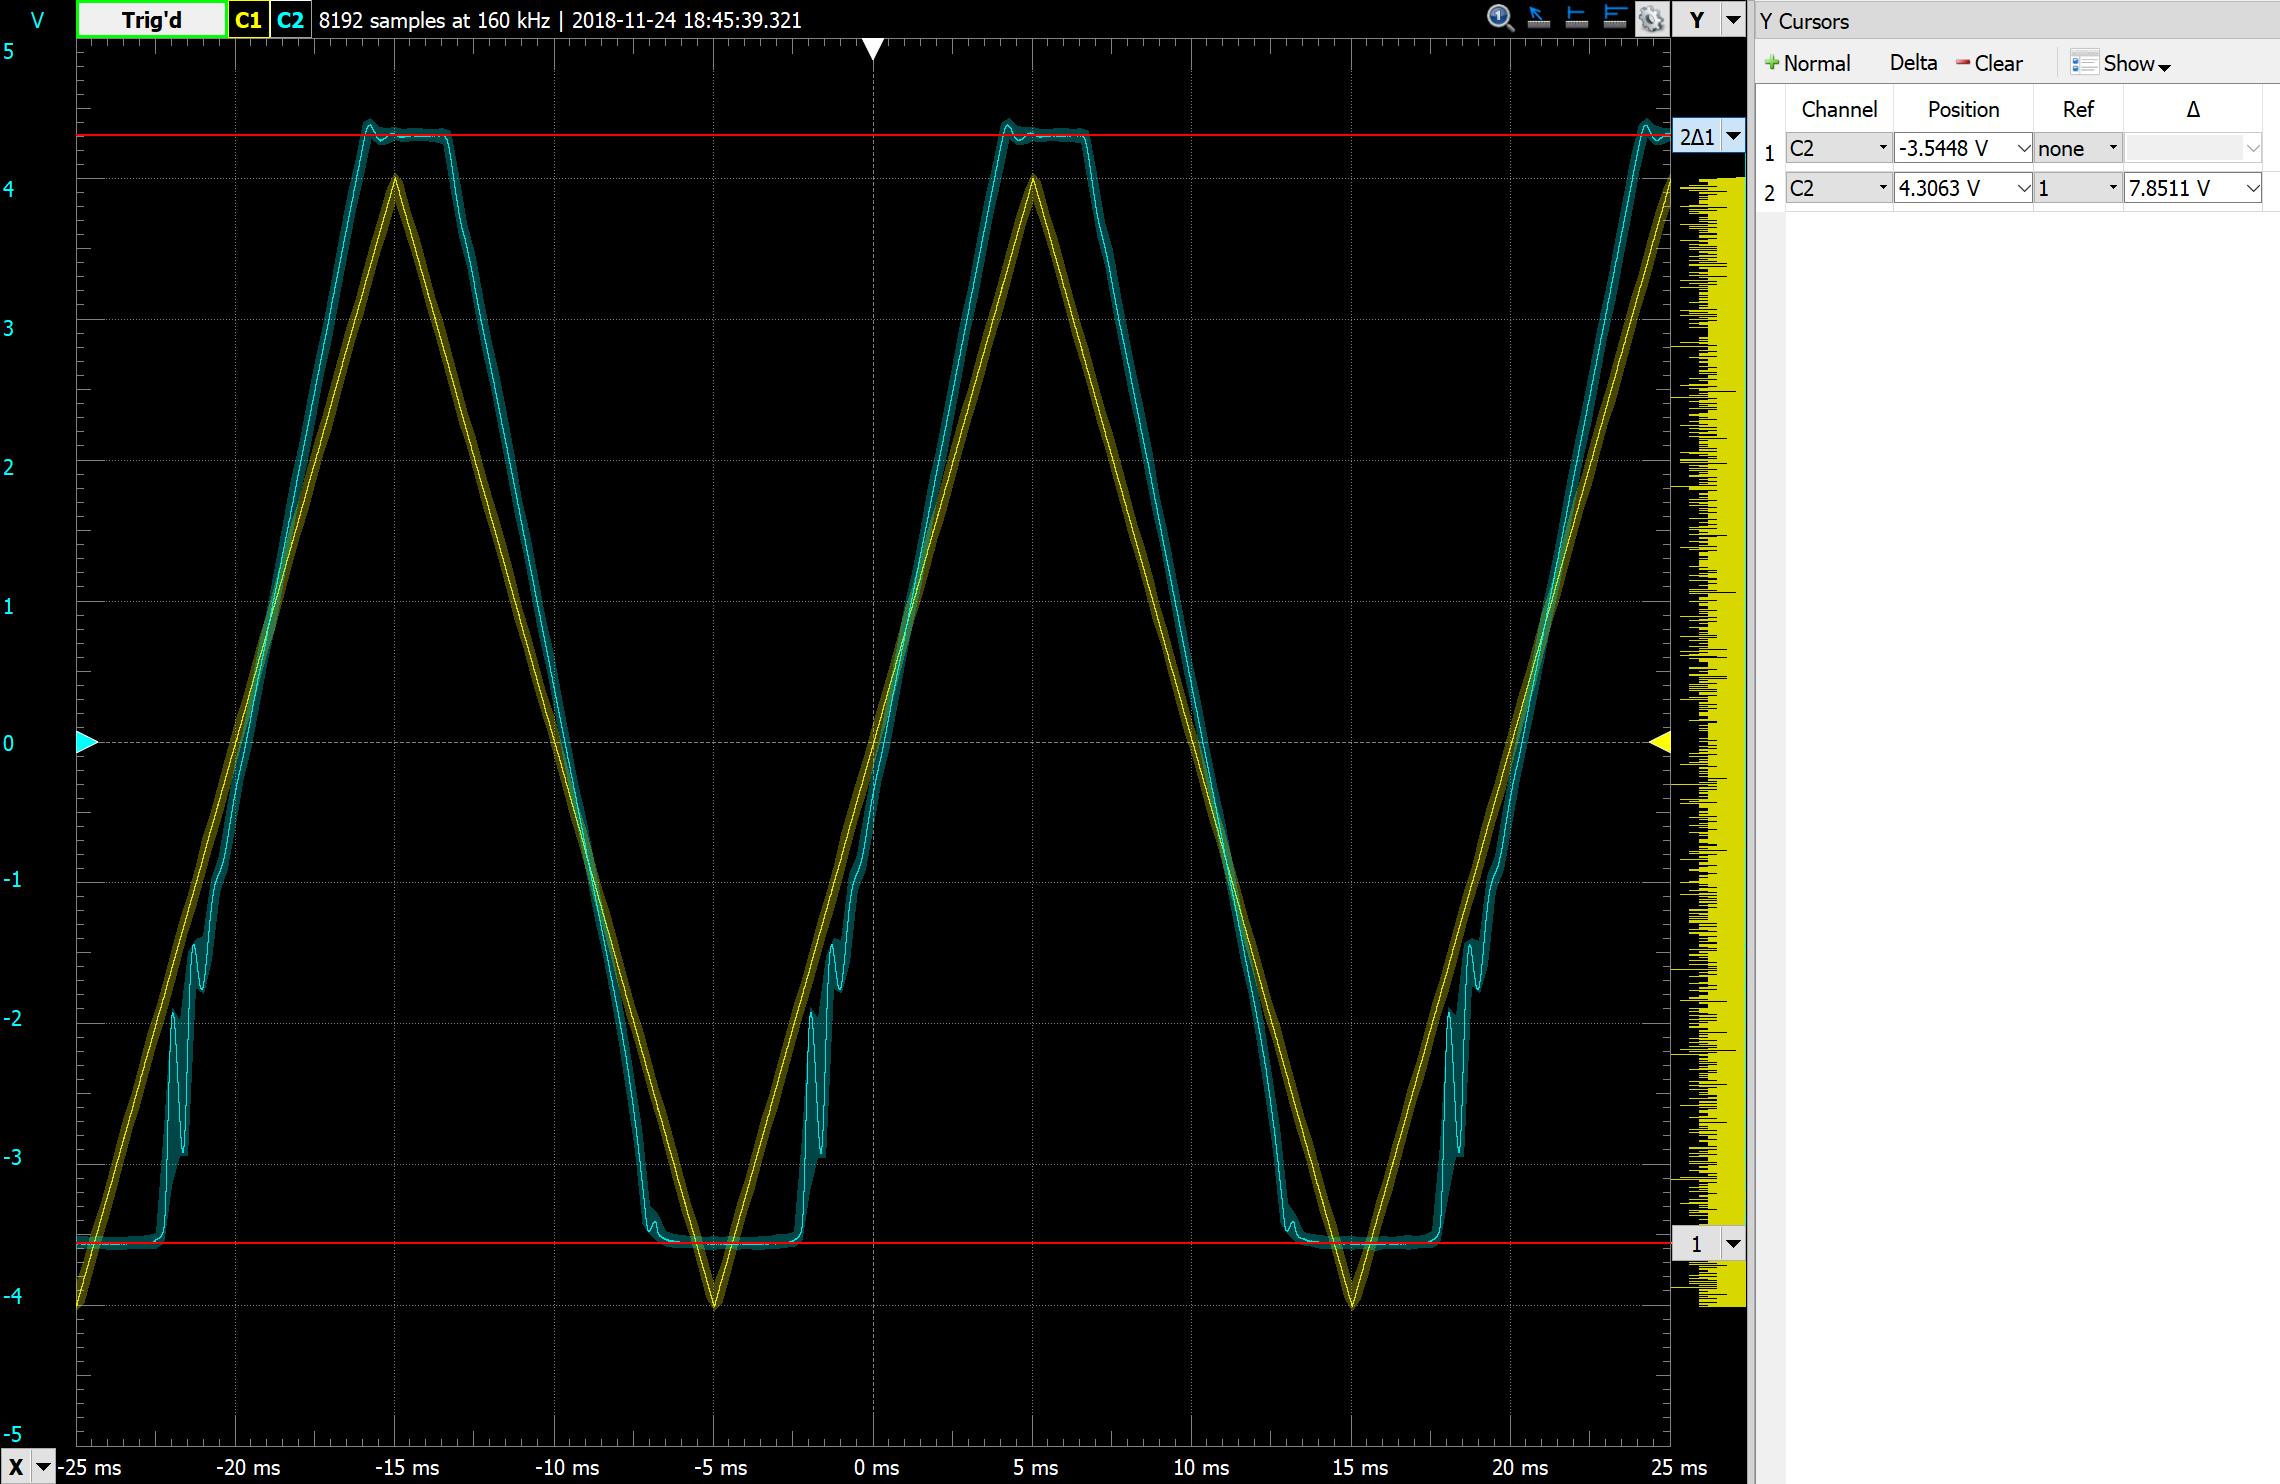 V Trig'd C1 C2 8192 samples at 160 kHz | 2018-11-24 18:45:39.321 Y
Y Cursors
Normal Delta Clear Show
Channel Position Ref Δ
1 C2 -3.5448 V none
2 C2 4.3063 V 1 7.8511 V
5
2Δ1
4
3
2
1
0
-1
-2
-3
1
-4
-5
X -25 ms -20 ms -15 ms -10 ms -5 ms 0 ms 5 ms 10 ms 15 ms 20 ms 25 ms